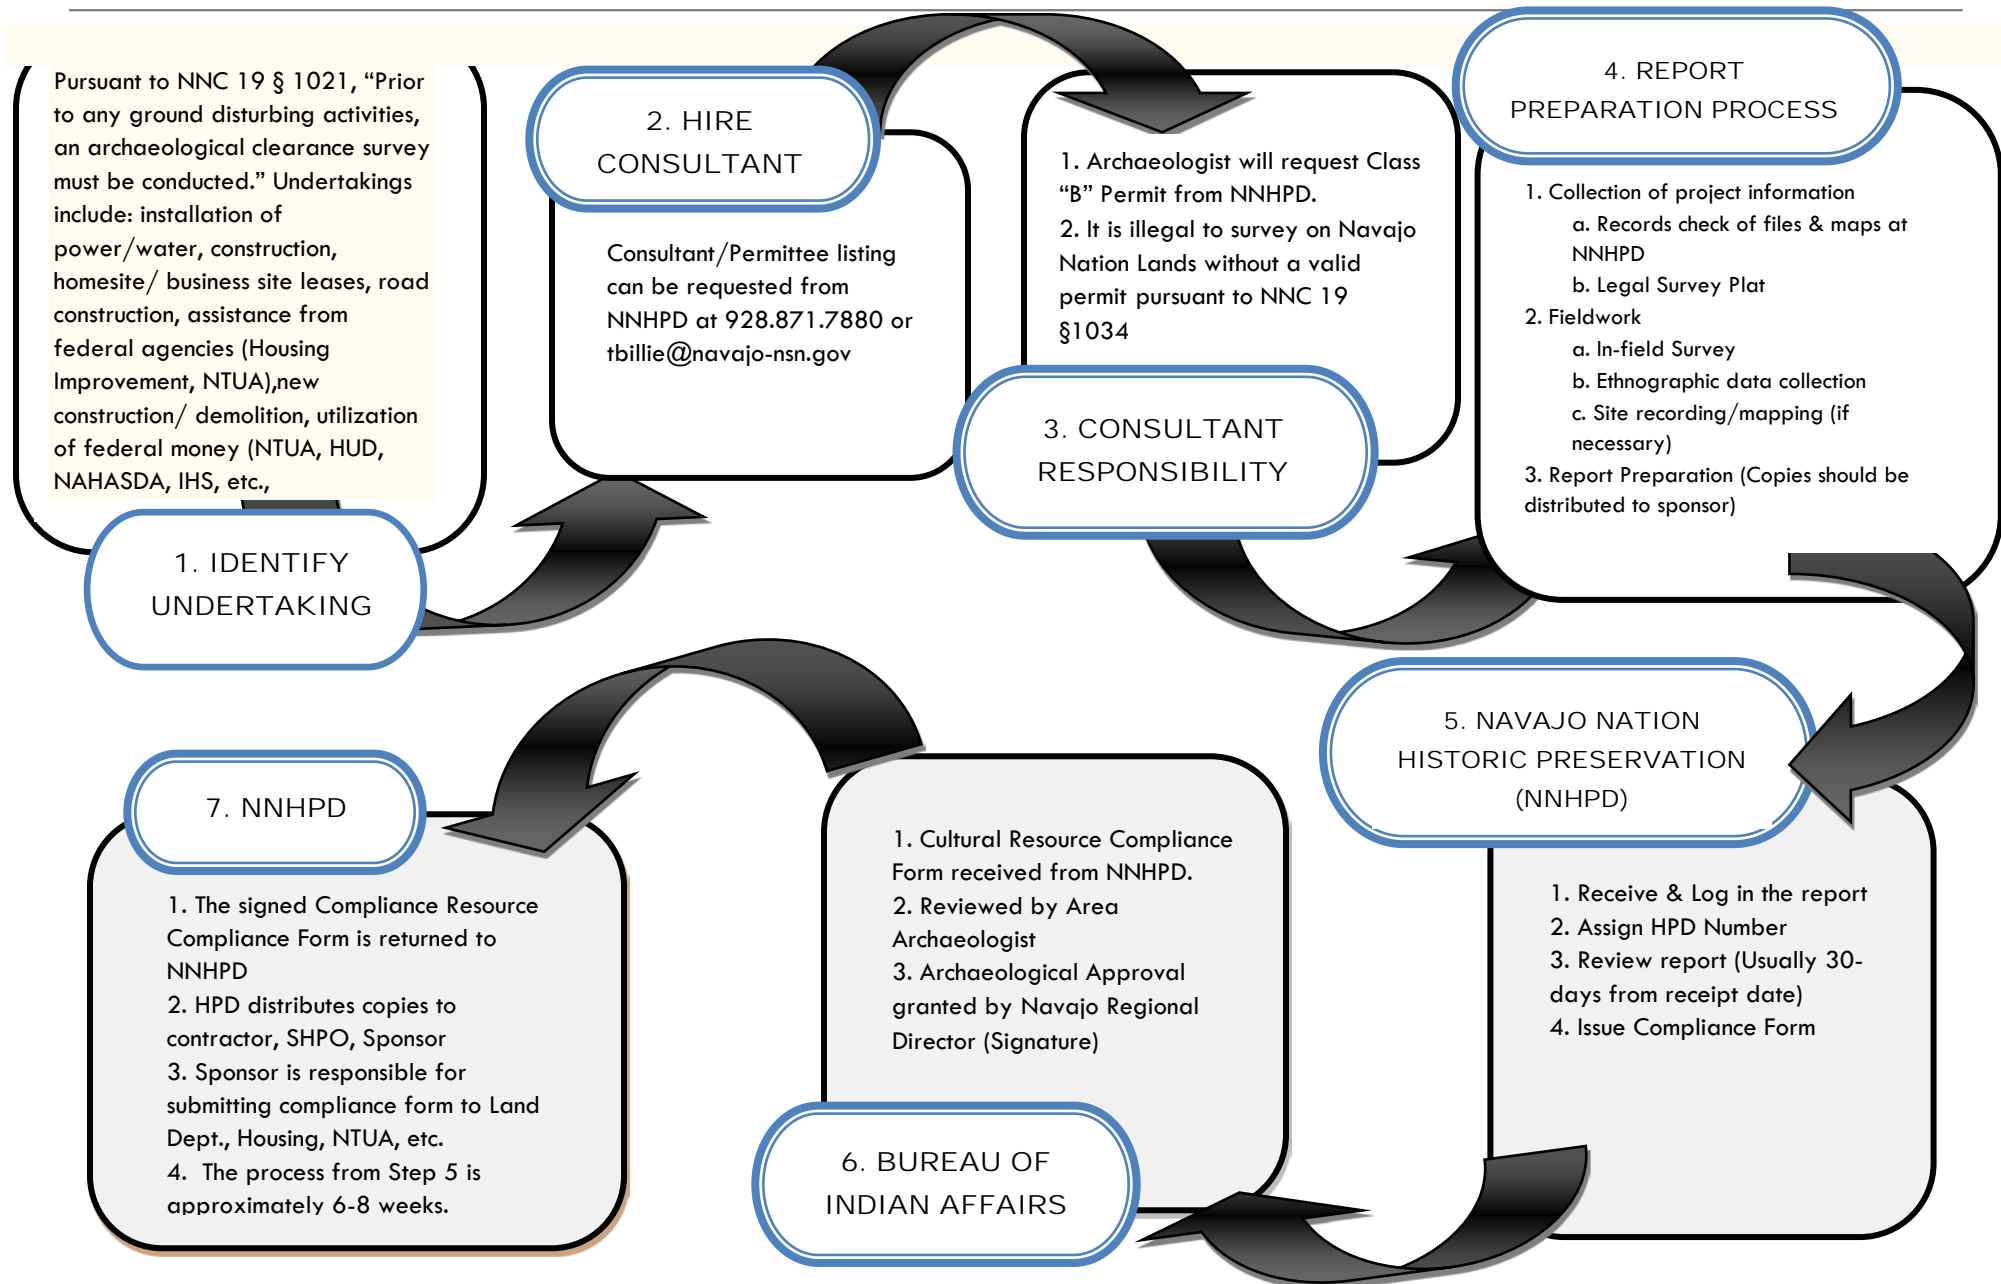 Pursuant to NNC 19 § 1021, “Prior
to any ground disturbing activities,
an archaeological clearance survey
must be conducted.” Undertakings
include: installation of
power/water, construction,
homesite/ business site leases, road
construction, assistance from
federal agencies (Housing
Improvement, NTUA),new
construction/ demolition, utilization
of federal money (NTUA, HUD,
NAHASDA, IHS, etc.,
1. IDENTIFY
UNDERTAKING
2. HIRE
CONSULTANT
Consultant/Permittee listing
can be requested from
NNHPD at 928.871.7880 or
tbillie@navajo-nsn.gov
1. Archaeologist will request Class
“B” Permit from NNHPD.
2. It is illegal to survey on Navajo
Nation Lands without a valid
permit pursuant to NNC 19
§1034
3. CONSULTANT
RESPONSIBILITY
4. REPORT
PREPARATION PROCESS
1. Collection of project information
a. Records check of files & maps at
NNHPD
b. Legal Survey Plat
2. Fieldwork
a. In-field Survey
b. Ethnographic data collection
c. Site recording/mapping (if
necessary)
3. Report Preparation (Copies should be
distributed to sponsor)
5. NAVAJO NATION
HISTORIC PRESERVATION
(NNHPD)
1. Receive & Log in the report
2. Assign HPD Number
3. Review report (Usually 30-
days from receipt date)
4. Issue Compliance Form
1. Cultural Resource Compliance
Form received from NNHPD.
2. Reviewed by Area
Archaeologist
3. Archaeological Approval
granted by Navajo Regional
Director (Signature)
6. BUREAU OF
INDIAN AFFAIRS
7. NNHPD
1. The signed Compliance Resource
Compliance Form is returned to
NNHPD
2. HPD distributes copies to
contractor, SHPO, Sponsor
3. Sponsor is responsible for
submitting compliance form to Land
Dept., Housing, NTUA, etc.
4. The process from Step 5 is
approximately 6-8 weeks.